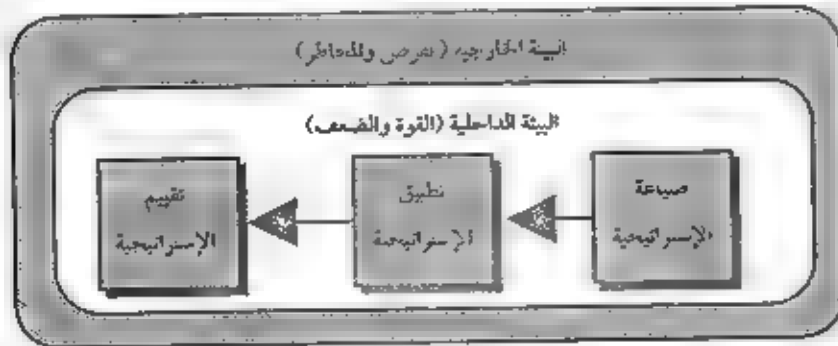 البيئة الخارجية (الفرص والمخاطر)
البيئة الداخلية (القوة والضعف)
صياغة
الإستراتيجية
تطبيق
الإستراتيجية
تقييم
الإستراتيجية